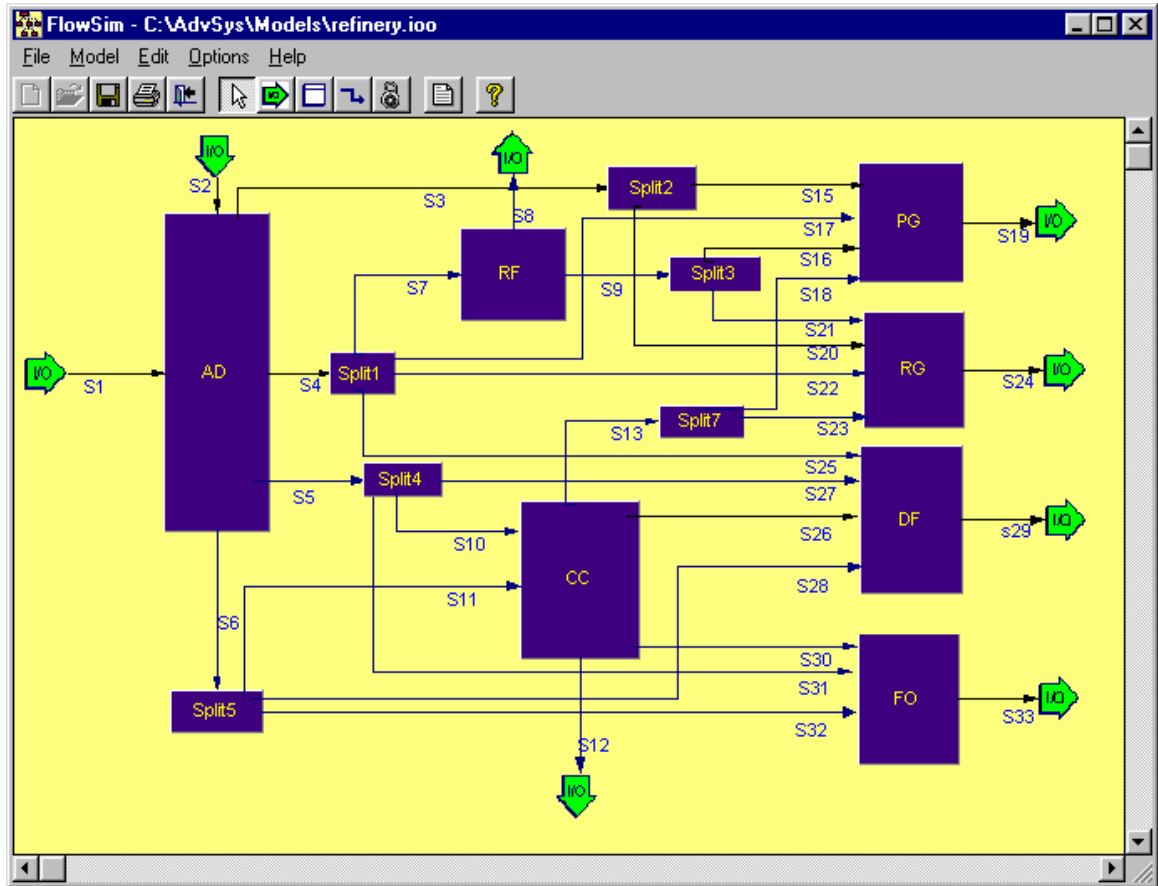 FlowSim - C:\AdvSys\Models\refinery.ioo
File Model Edit Options Help
I/O
?
I/O
I/O
S2
S3
Split2
S15
PG
S17
S8
S19
I/O
RF
S16
S7
S9
Split3
S18
S21
S20
I/O
S1
AD
S4
Split1
RG
S24
I/O
S22
S13
Split7
S23
S25
S5
Split4
S27
DF
s29
I/O
S10
S26
CC
S28
S11
S6
S30
S31
FO
S33
I/O
Split5
S32
S12
I/O